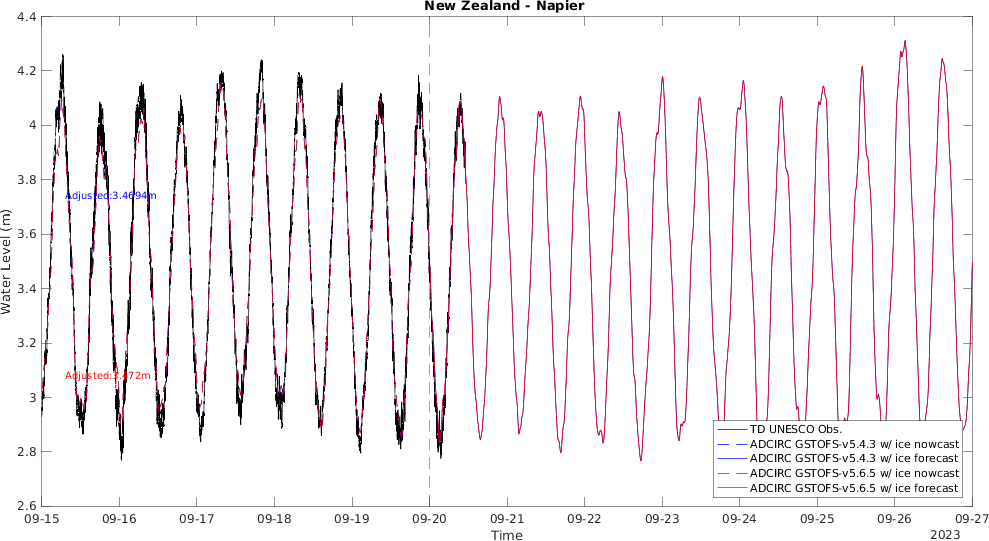 New Zealand - Napier
4.4
4.2
4
3.8
3.6
3.4
3.2
3
2.8
2.6
Water Level (m)
Adjusted:3.4694m
Adjusted:3.472m
TD UNESCO Obs.
ADCIRC GSTOFS-v5.4.3 w/ ice nowcast
ADCIRC GSTOFS-v5.4.3 w/ ice forecast
ADCIRC GSTOFS-v5.6.5 w/ ice nowcast
ADCIRC GSTOFS-v5.6.5 w/ ice forecast
09-15 09-16 09-17 09-18 09-19 09-20 09-21 09-22 09-23 09-24 09-25 09-26 09-27
Time
2023